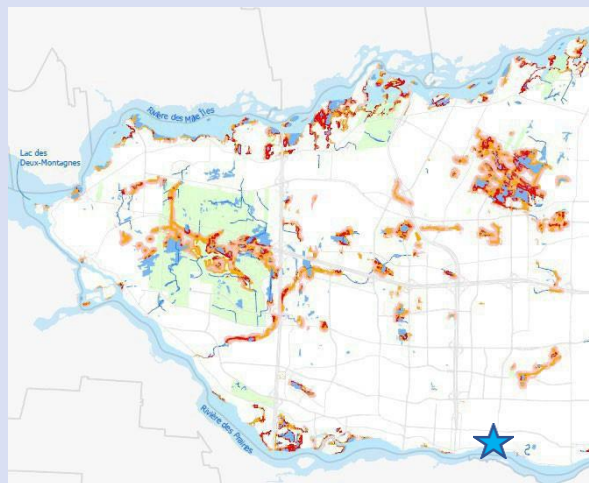 Rivière des Mille Îles
Lac des
Deux-Montagnes
Rivière des Prairies